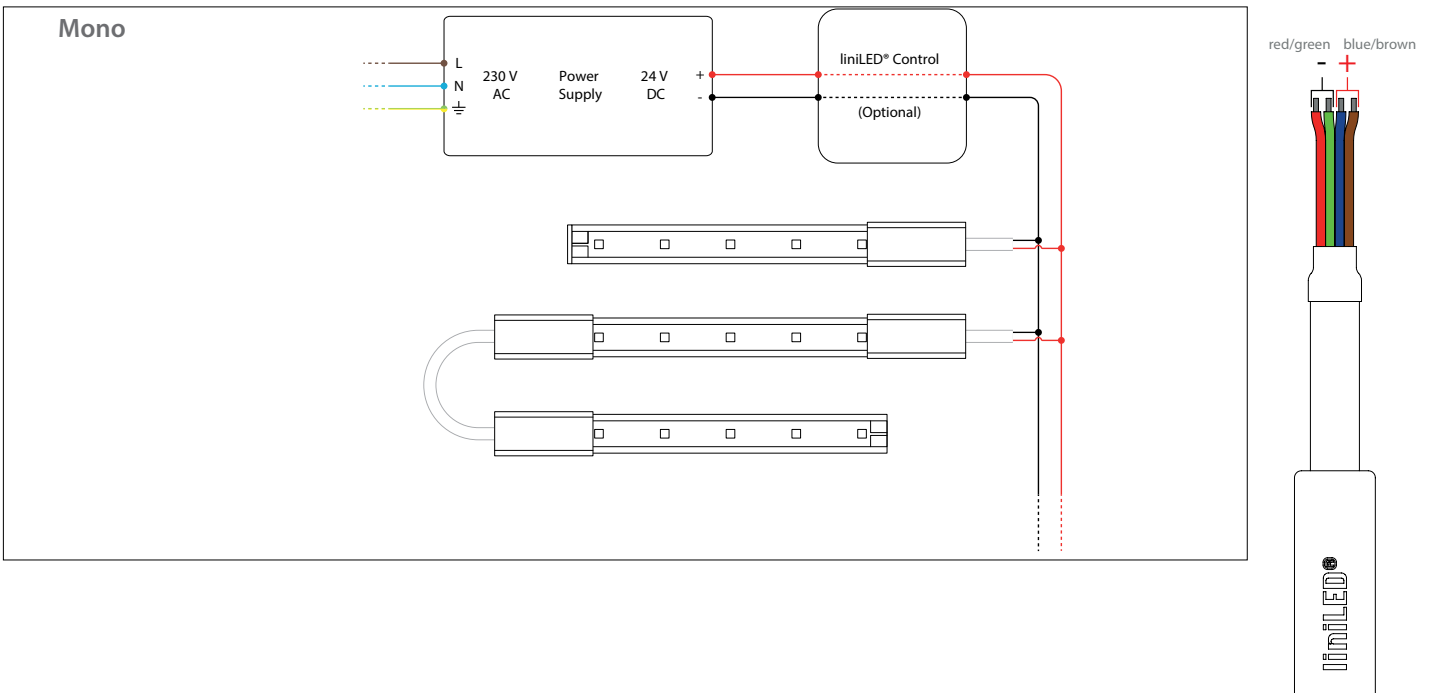 Mono
L
N
230 V
AC
Power
Supply
24 V
DC
+
-
liniLED® Control
(Optional)
red/green blue/brown
- +
liniLED®